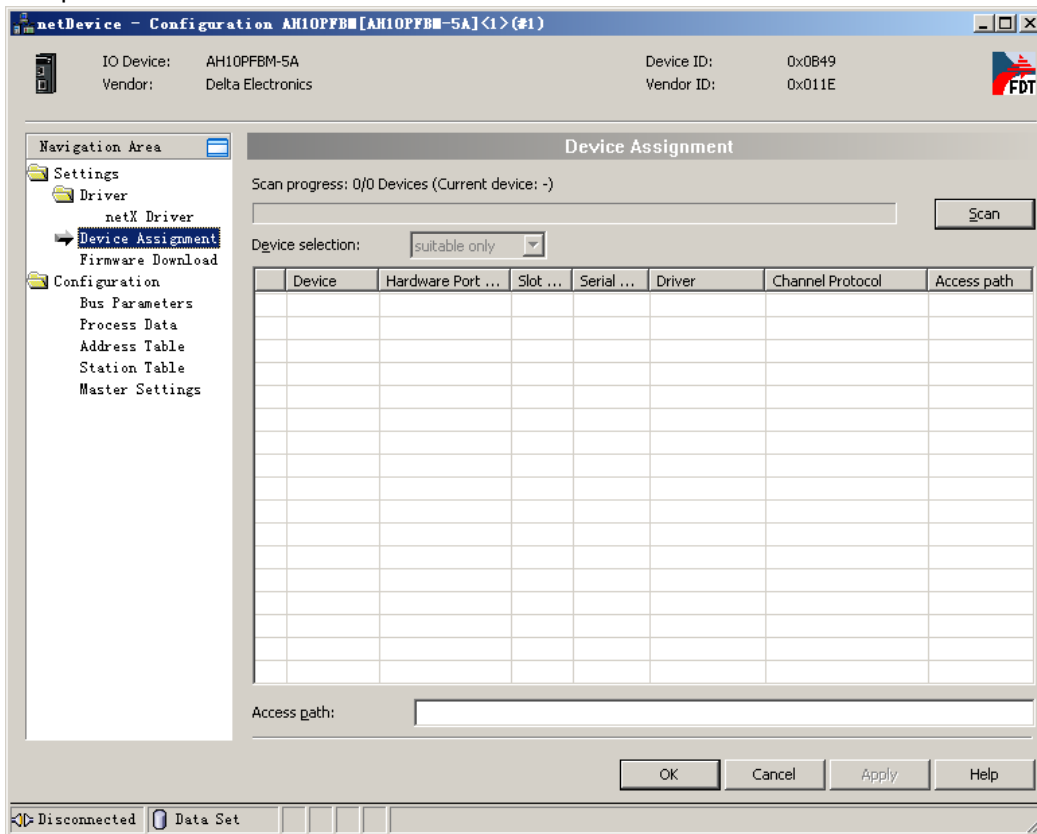 netDevice - Configuration AH10PFBM[AH10PFBM-5A]<1>(#1)
IO Device: AH10PFBM-5A Device ID: 0x0B49
Vendor: Delta Electronics Vendor ID: 0x011E
FDT
Navigation Area
Settings
Driver
netX Driver
Device Assignment
Firmware Download
Configuration
Bus Parameters
Process Data
Address Table
Station Table
Master Settings
Device Assignment
Scan progress: 0/0 Devices (Current device: -)
Scan
Device selection: suitable only
Device Hardware Port ... Slot ... Serial ... Driver Channel Protocol Access path
Access path:
OK Cancel Apply Help
Disconnected Data Set